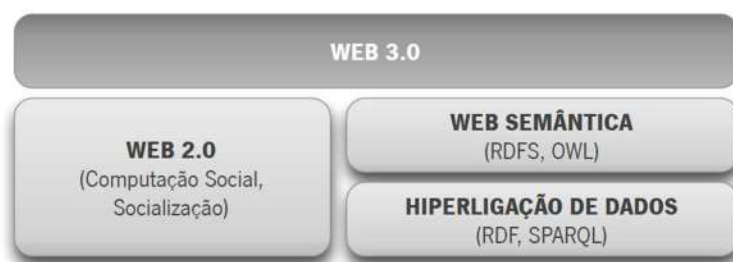 WEB 3.0
WEB 2.0
(Computação Social,
Socialização)
WEB SEMÂNTICA
(RDFS, OWL)
HIPERLIGAÇÃO DE DADOS
(RDF, SPARQL)